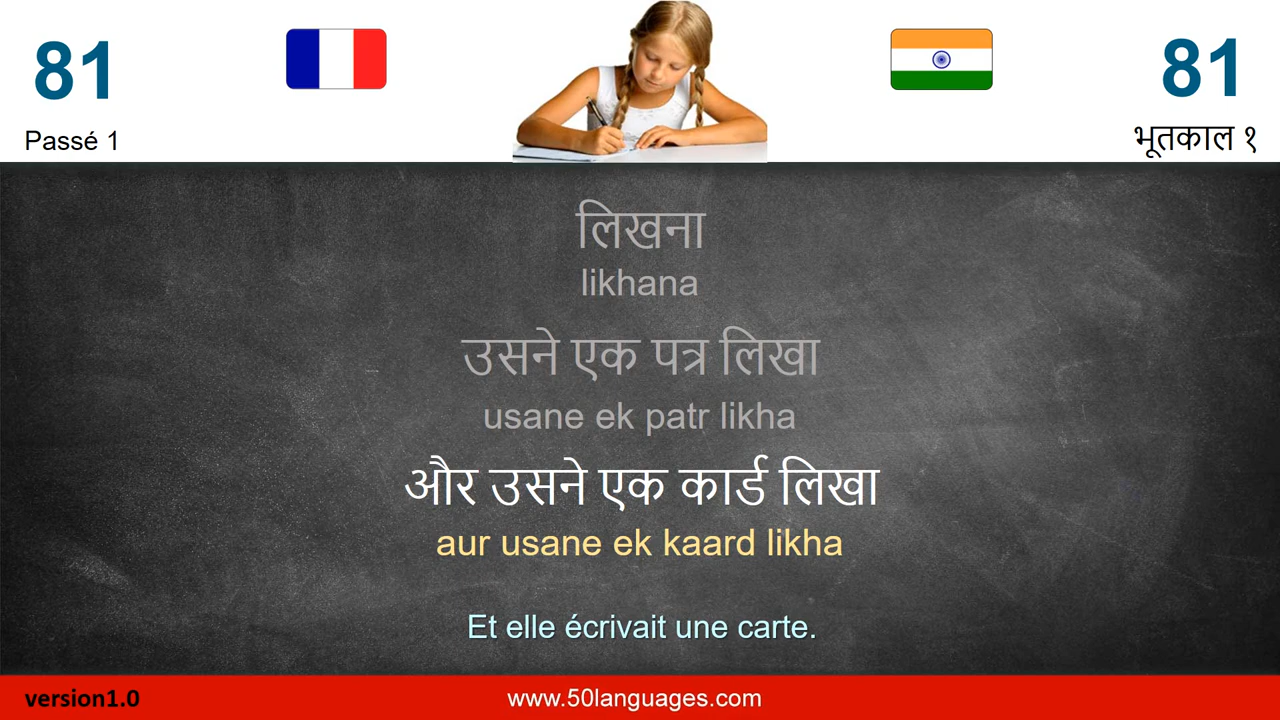 81
81
Passé 1
भूतकाल १
लिखना
likhana
उसने एक पत्र लिखा
usane ek patr likha
और उसने एक कार्ड लिखा
aur usane ek kaard likha
Et elle écrivait une carte.
version1.0
www.50languages.com